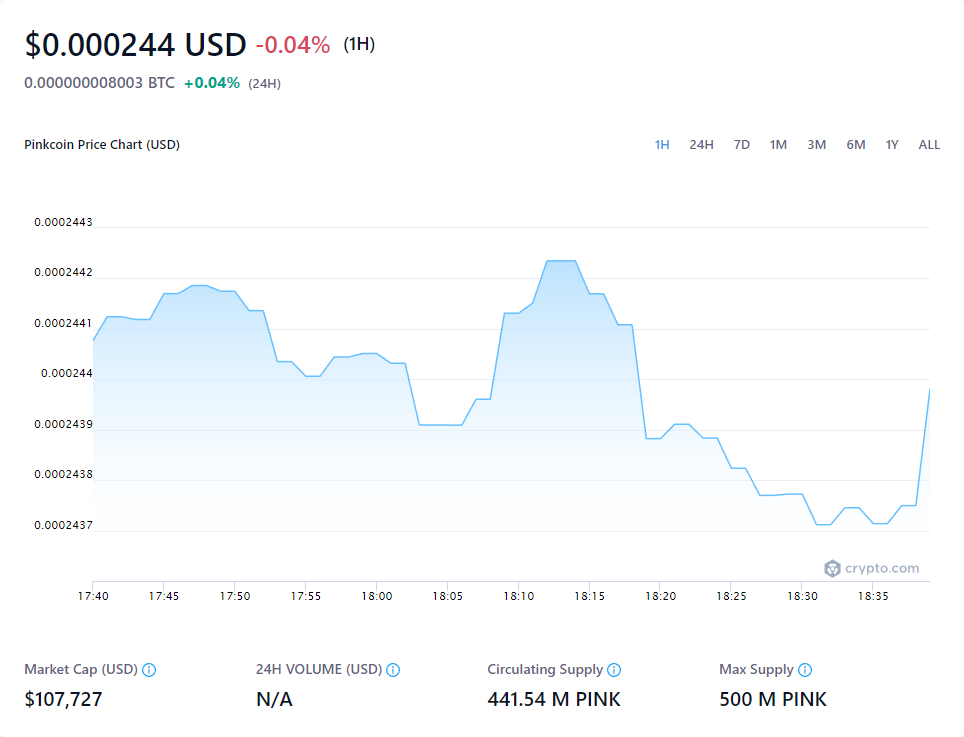 $0.000244 USD -0.04% (1H)
0.000000008003 BTC +0.04% (24H)
Pinkcoin Price Chart (USD)
1H 24H 7D 1M 3M 6M 1Y ALL
0.0002443
0.0002442
0.0002441
0.000244
0.0002439
0.0002438
0.0002437
crypto.com
17:40 17:45 17:50 17:55 18:00 18:05 18:10 18:15 18:20 18:25 18:30 18:35
Market Cap (USD) 24H VOLUME (USD) Circulating Supply Max Supply
$107,727 N/A 441.54 M PINK 500 M PINK